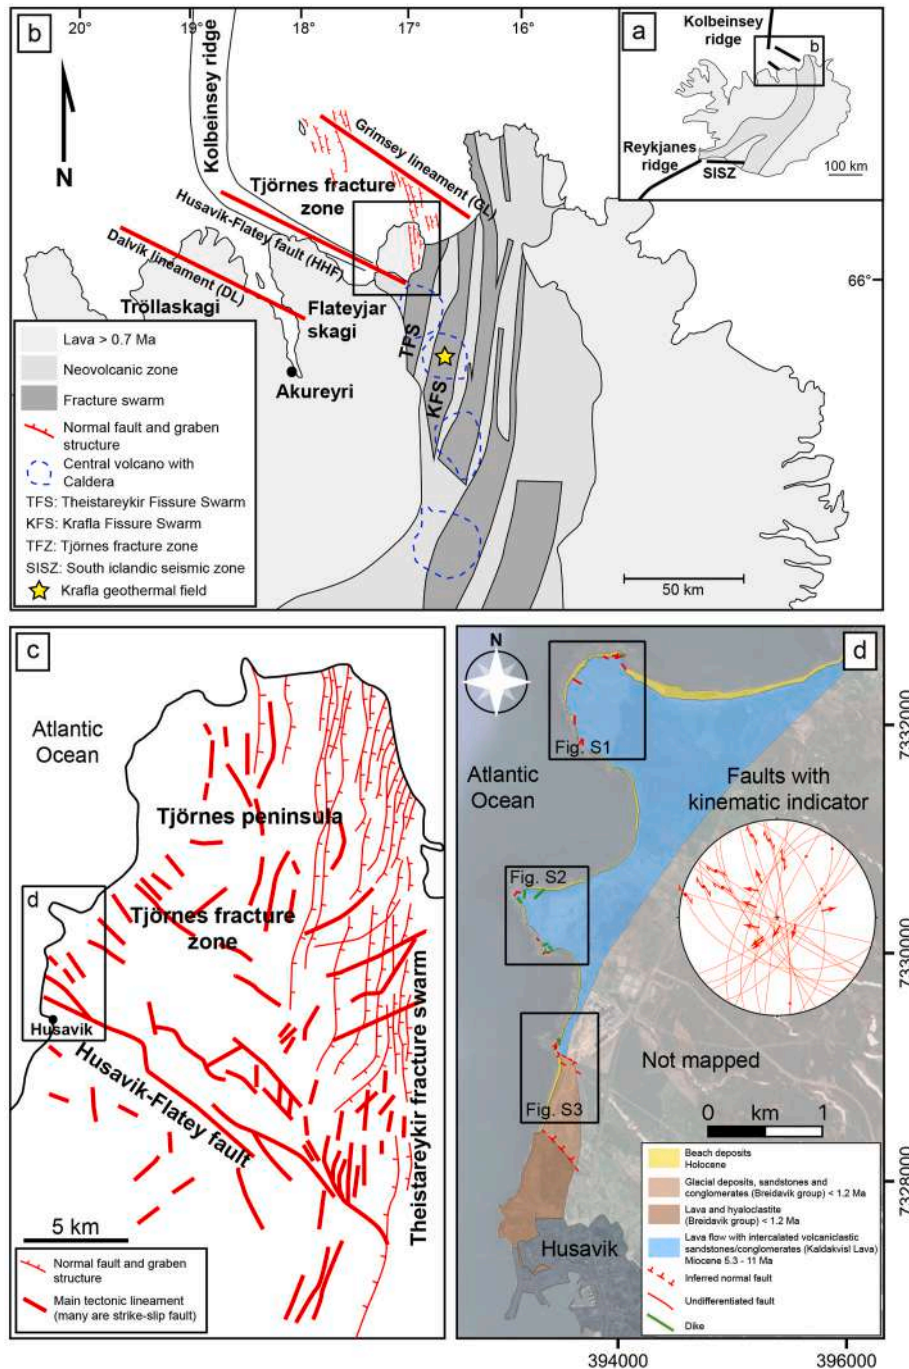 b
20°
19°
18°
17°
16°
N
Kolbeinsey ridge
Grimsey lineament (GL)
Tjörnes fracture
zone
Husavik-Flatey fault (HHF)
Dalvik lineament (DL)
Tröllaskagi
Flateyjar
skagi
Akureyri
TFS
KFS
66°
50 km
Lava > 0.7 Ma
Neovolcanic zone
Fracture swarm
Normal fault and graben
structure
Central volcano with
Caldera
TFS: Theistareykir Fissure Swarm
KFS: Krafla Fissure Swarm
TFZ: Tjörnes fracture zone
SISZ: South iclandic seismic zone
Krafla geothermal field
a
Kolbeinsey
ridge
b
Reykjanes
ridge
SISZ
100 km
c
Atlantic
Ocean
Tjörnes peninsula
Tjörnes fracture
zone
d
Husavik
Husavik-Flatey fault
Theistareykir fracture swarm
5 km
Normal fault and graben
structure
Main tectonic lineament
(many are strike-slip fault)
d
N
Atlantic
Ocean
Fig. S1
Fig. S2
Fig. S3
Faults with
kinematic indicator
Not mapped
0 km 1
Husavik
Beach deposits
Holocene
Glacial deposits, sandstones and
conglomerates (Breidavik group) < 1.2 Ma
Lava and hyaloclastite
(Breidavik group) < 1.2 Ma
Lava flow with intercalated volcaniclastic
sandstones/conglomerates (Kaldakvisl Lava)
Miocene 5.3 - 11 Ma
Inferred normal fault
Undifferentiated fault
Dike
7332000
7330000
7328000
394000
396000